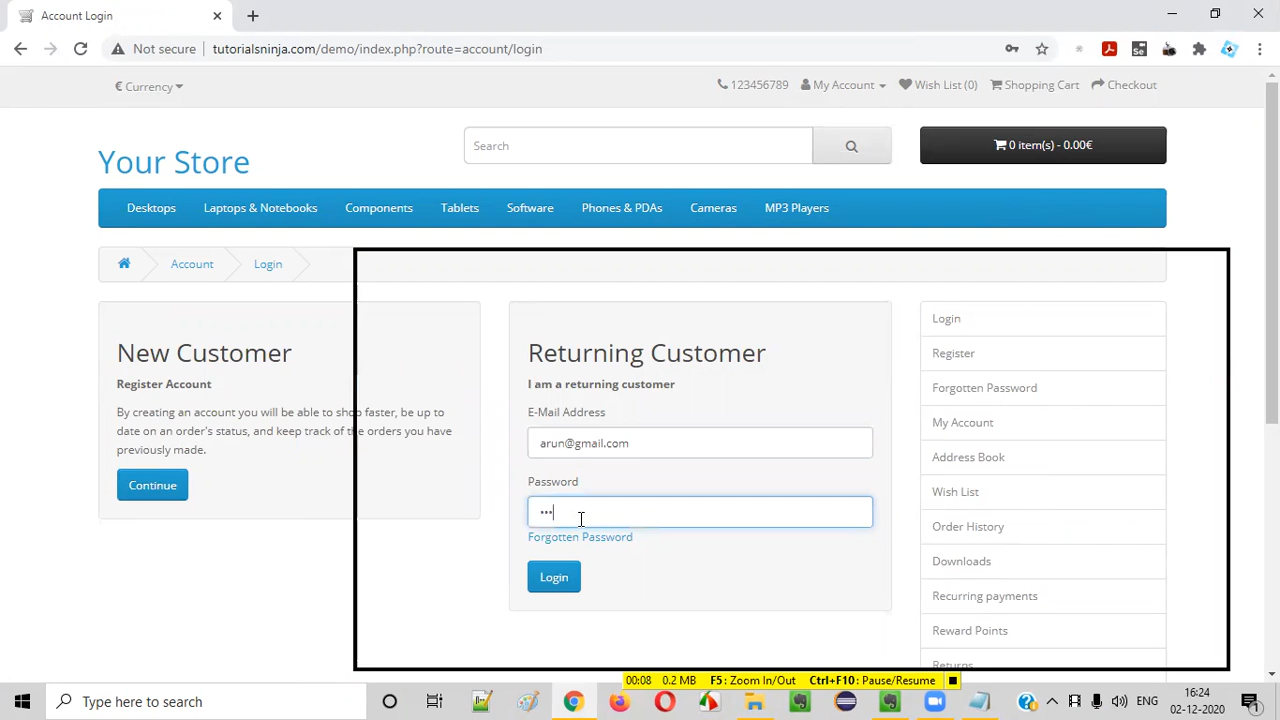 Account Login
Not secure
tutorialsninja.com/demo/index.php?route=account/login
€ Currency
123456789
My Account
Wish List (0)
Shopping Cart
Checkout
Your Store
Search
0 item(s) - 0.00€
Desktops
Laptops & Notebooks
Components
Tablets
Software
Phones & PDAs
Cameras
MP3 Players
Account
Login
New Customer
Register Account
By creating an account you will be able to shop faster, be up to
date on an order's status, and keep track of the orders you have
previously made.
Continue
Returning Customer
I am a returning customer
E-Mail Address
arun@gmail.com
Password
•••
Forgotten Password
Login
Login
Register
Forgotten Password
My Account
Address Book
Wish List
Order History
Downloads
Recurring payments
Reward Points
Returns
00:08 0.2 MB F5: Zoom In/Out Ctrl+F10: Pause/Resume
Type here to search
ENG
16:24
02-12-2020